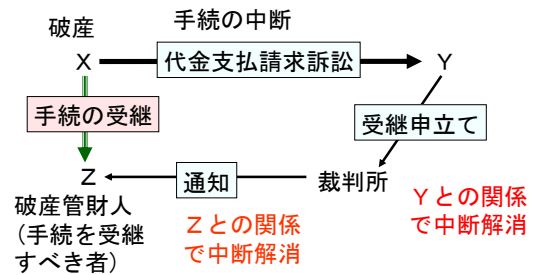 破産
手続の中断
X
代金支払請求訴訟
Y
手続の受継
受継申立て
Z
通知
裁判所
破産管財人
(手続を受継
すべき者)
Zとの関係
で中断解消
Yとの関係
で中断解消